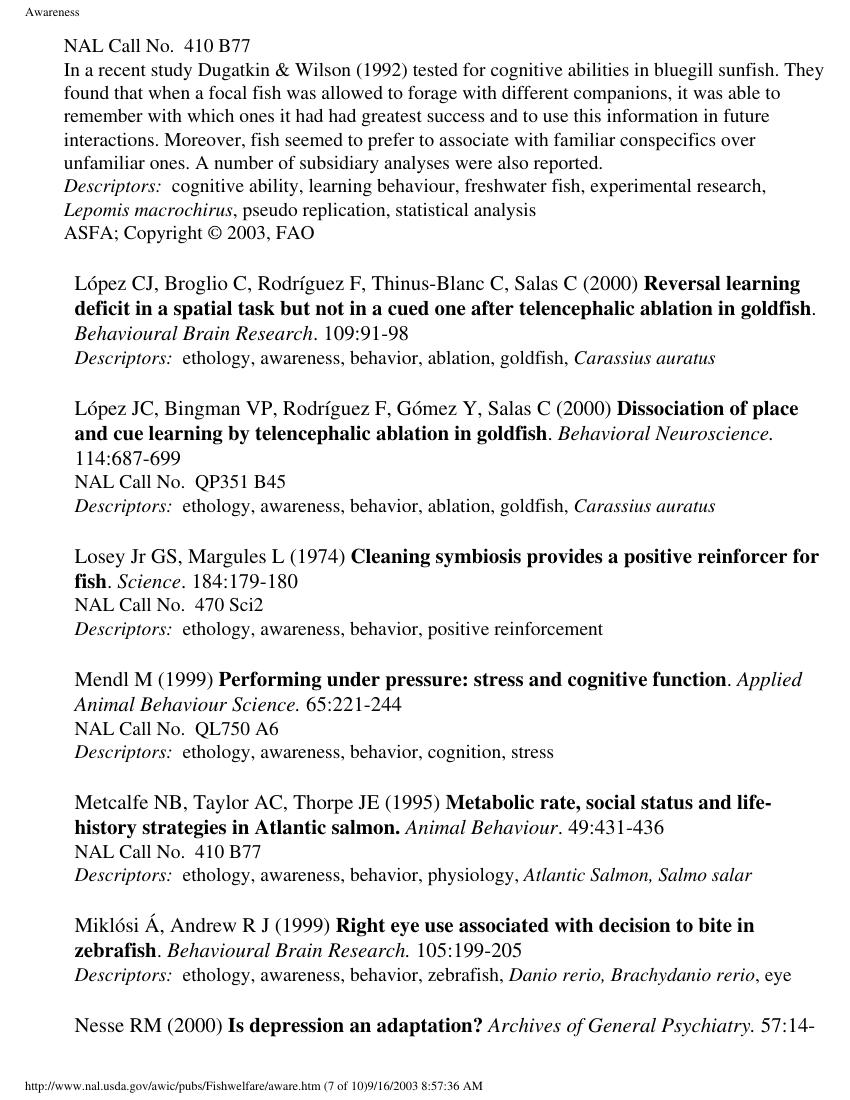 Awareness
NAL Call No.  410 B77
In a recent study Dugatkin & Wilson (1992) tested for cognitive abilities in bluegill sunfish. They
found that when a focal fish was allowed to forage with different companions, it was able to
remember with which ones it had had greatest success and to use this information in future
interactions. Moreover, fish seemed to prefer to associate with familiar conspecifics over
unfamiliar ones. A number of subsidiary analyses were also reported.
Descriptors:  cognitive ability, learning behaviour, freshwater fish, experimental research,
Lepomis macrochirus, pseudo replication, statistical analysis
ASFA; Copyright © 2003, FAO
López CJ, Broglio C, Rodríguez F, Thinus-Blanc C, Salas C (2000) Reversal learning
deficit in a spatial task but not in a cued one after telencephalic ablation in goldfish.
Behavioural Brain Research. 109:91-98
Descriptors:  ethology, awareness, behavior, ablation, goldfish, Carassius auratus
López JC, Bingman VP, Rodríguez F, Gómez Y, Salas C (2000) Dissociation of place
and cue learning by telencephalic ablation in goldfish. Behavioral Neuroscience.
114:687-699
NAL Call No.  QP351 B45
Descriptors:  ethology, awareness, behavior, ablation, goldfish, Carassius auratus
Losey Jr GS, Margules L (1974) Cleaning symbiosis provides a positive reinforcer for
fish. Science. 184:179-180
NAL Call No.  470 Sci2
Descriptors:  ethology, awareness, behavior, positive reinforcement
Mendl M (1999) Performing under pressure: stress and cognitive function. Applied
Animal Behaviour Science. 65:221-244
NAL Call No.  QL750 A6
Descriptors:  ethology, awareness, behavior, cognition, stress
Metcalfe NB, Taylor AC, Thorpe JE (1995) Metabolic rate, social status and life-
history strategies in Atlantic salmon. Animal Behaviour. 49:431-436
NAL Call No.  410 B77
Descriptors:  ethology, awareness, behavior, physiology, Atlantic Salmon, Salmo salar
Miklósi Á, Andrew R J (1999) Right eye use associated with decision to bite in
zebrafish. Behavioural Brain Research. 105:199-205
Descriptors:  ethology, awareness, behavior, zebrafish, Danio rerio, Brachydanio rerio, eye
Nesse RM (2000) Is depression an adaptation? Archives of General Psychiatry. 57:14-
http://www.nal.usda.gov/awic/pubs/Fishwelfare/aware.htm (7 of 10)9/16/2003 8:57:36 AM